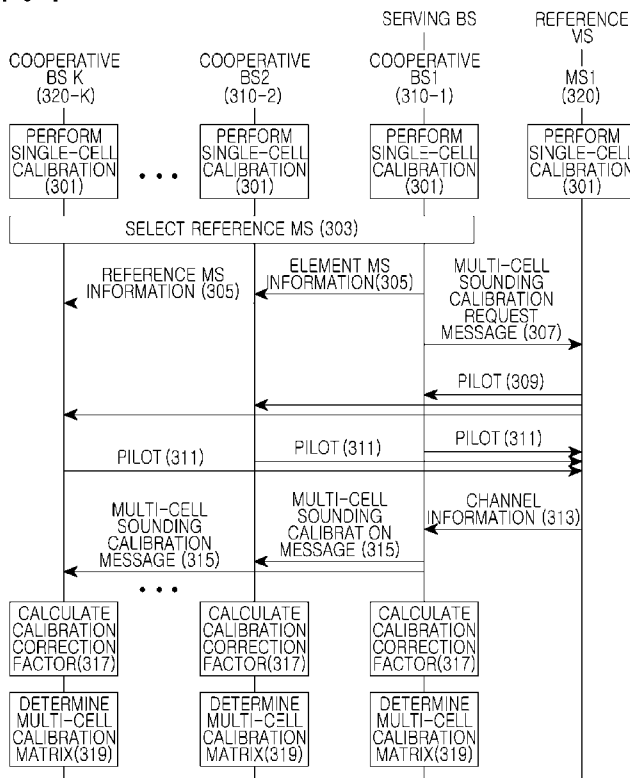 SERVING BS
REFERENCE
MS
COOPERATIVE
BS K
(320-K)
COOPERATIVE
BS2
(310-2)
COOPERATIVE
BS1
(310-1)
MS1
(320)
PERFORM
SINGLE-CELL
CALIBRATION
(301)
PERFORM
SINGLE-CELL
CALIBRATION
(301)
PERFORM
SINGLE-CELL
CALIBRATION
(301)
PERFORM
SINGLE-CELL
CALIBRATION
(301)
SELECT REFERENCE MS (303)
REFERENCE MS
INFORMATION (305)
ELEMENT MS
INFORMATION(305)
MULTI-CELL
SOUNDING
CALIBRATION
REQUEST
MESSAGE (307)
PILOT (309)
PILOT (311)
PILOT (311)
PILOT (311)
CHANNEL
INFORMATION (313)
MULTI-CELL
SOUNDING
CALIBRATION
MESSAGE (315)
MULTI-CELL
SOUNDING
CALIBRAT ON
MESSAGE (315)
CALCULATE
CALIBRATION
CORRECTION
FACTOR(317)
CALCULATE
CALIBRATION
CORRECTION
FACTOR(317)
CALCULATE
CALIBRATION
CORRECTION
FACTOR(317)
DETERMINE
MULTI-CELL
CALIBRATION
MATRIX(319)
DETERMINE
MULTI-CELL
CALIBRATION
MATRIX(319)
DETERMINE
MULTI-CELL
CALIBRATION
MATRIX(319)